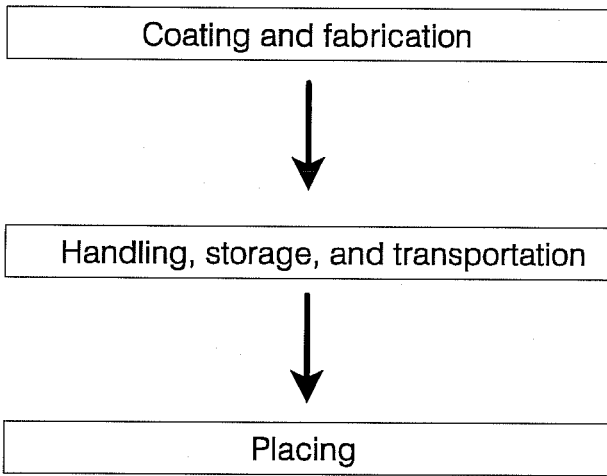 Coating and fabrication
Handling, storage, and transportation
Placing